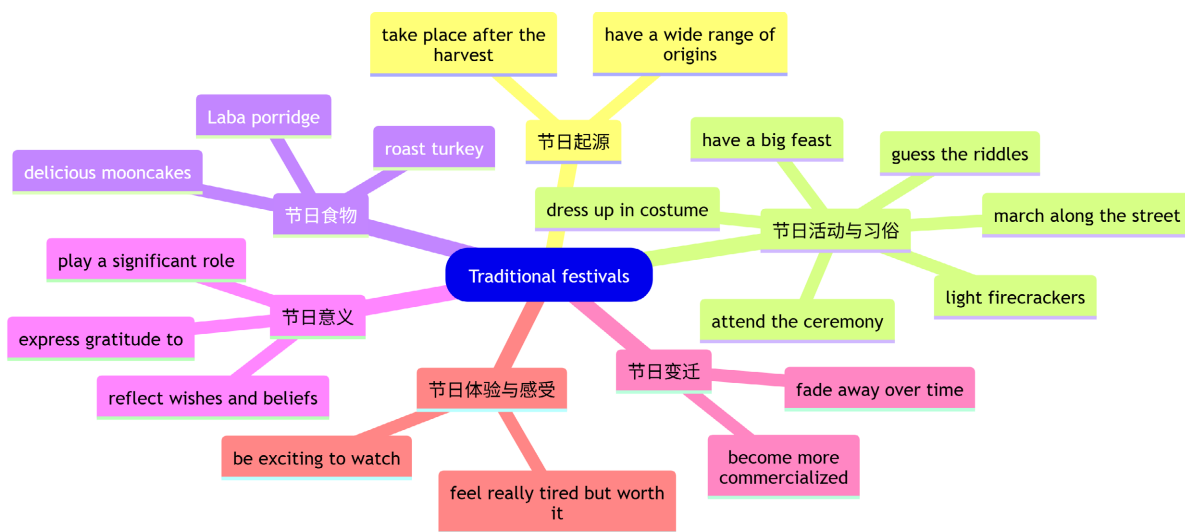 Traditional festivals
节日起源
take place after the
harvest
have a wide range of
origins
节日活动与习俗
have a big feast
guess the riddles
dress up in costume
march along the street
attend the ceremony
light firecrackers
节日变迁
fade away over time
become more
commercialized
节日体验与感受
be exciting to watch
feel really tired but worth
it
节日意义
play a significant role
express gratitude to
reflect wishes and beliefs
节日食物
Laba porridge
roast turkey
delicious mooncakes